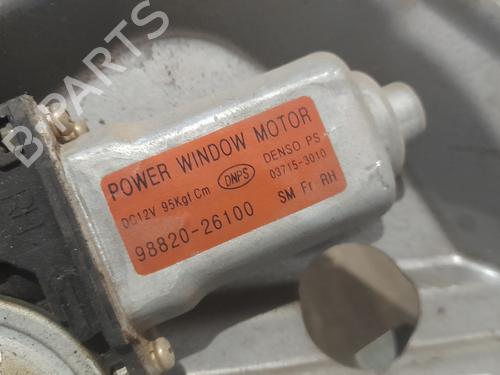 B-PARTS
POWER WINDOW MOTOR
DC12V 95Kgf Cm DNPS DENSO PS
03715-3010
98820-26100 SM Fr RH